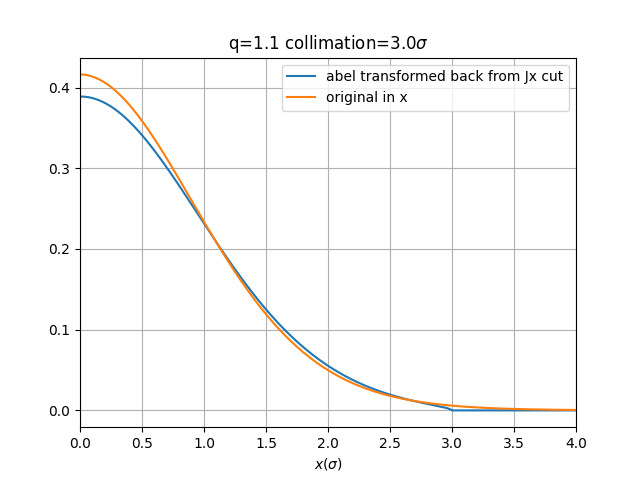 q=1.1 collimation=3.0σ
abel transformed back from Jx cut
original in x
0.4
0.3
0.2
0.1
0.0
0.0 0.5 1.0 1.5 2.0 2.5 3.0 3.5 4.0
x(σ)